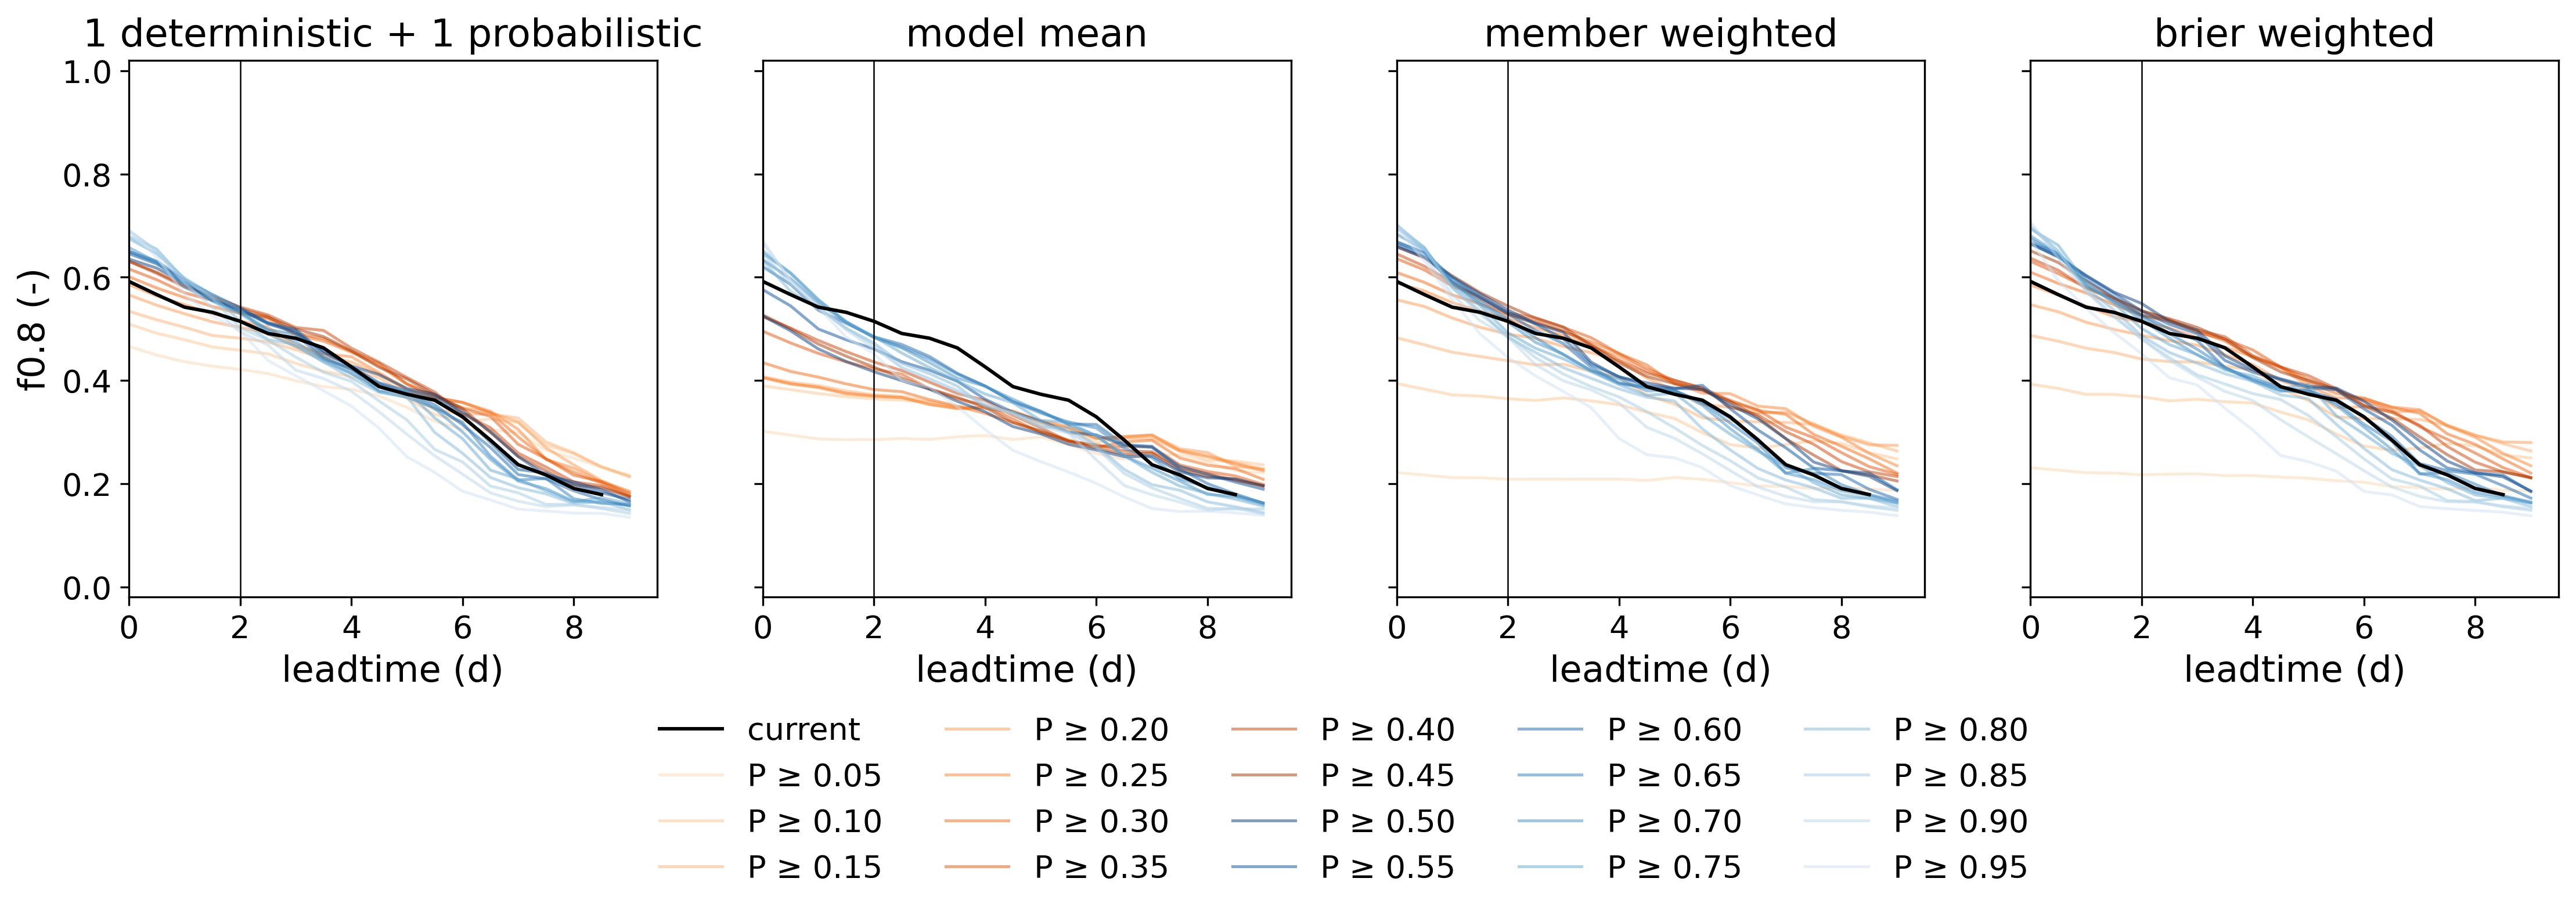 1 deterministic + 1 probabilistic
model mean
member weighted
brier weighted
f0.8 (-)
1.0
0.8
0.6
0.4
0.2
0.0
0 2 4 6 8
0 2 4 6 8
0 2 4 6 8
0 2 4 6 8
leadtime (d)
leadtime (d)
leadtime (d)
leadtime (d)
current
P ≥ 0.05
P ≥ 0.10
P ≥ 0.15
P ≥ 0.20
P ≥ 0.25
P ≥ 0.30
P ≥ 0.35
P ≥ 0.40
P ≥ 0.45
P ≥ 0.50
P ≥ 0.55
P ≥ 0.60
P ≥ 0.65
P ≥ 0.70
P ≥ 0.75
P ≥ 0.80
P ≥ 0.85
P ≥ 0.90
P ≥ 0.95